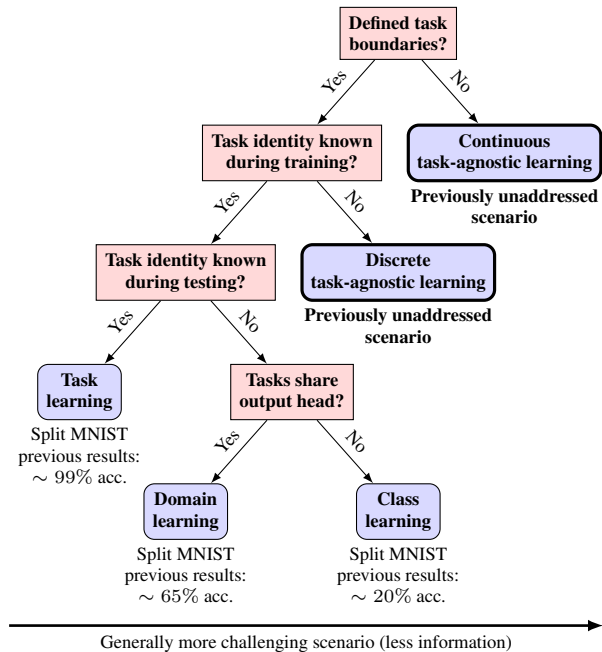 Defined task
boundaries?
Yes
No
Task identity known
during training?
Continuous
task-agnostic learning
Previously unaddressed
scenario
Yes
No
Task identity known
during testing?
Discrete
task-agnostic learning
Previously unaddressed
scenario
Yes
No
Task
learning
Split MNIST
previous results:
∼ 99% acc.
Tasks share
output head?
Yes
No
Domain
learning
Split MNIST
previous results:
∼ 65% acc.
Class
learning
Split MNIST
previous results:
∼ 20% acc.
Generally more challenging scenario (less information)